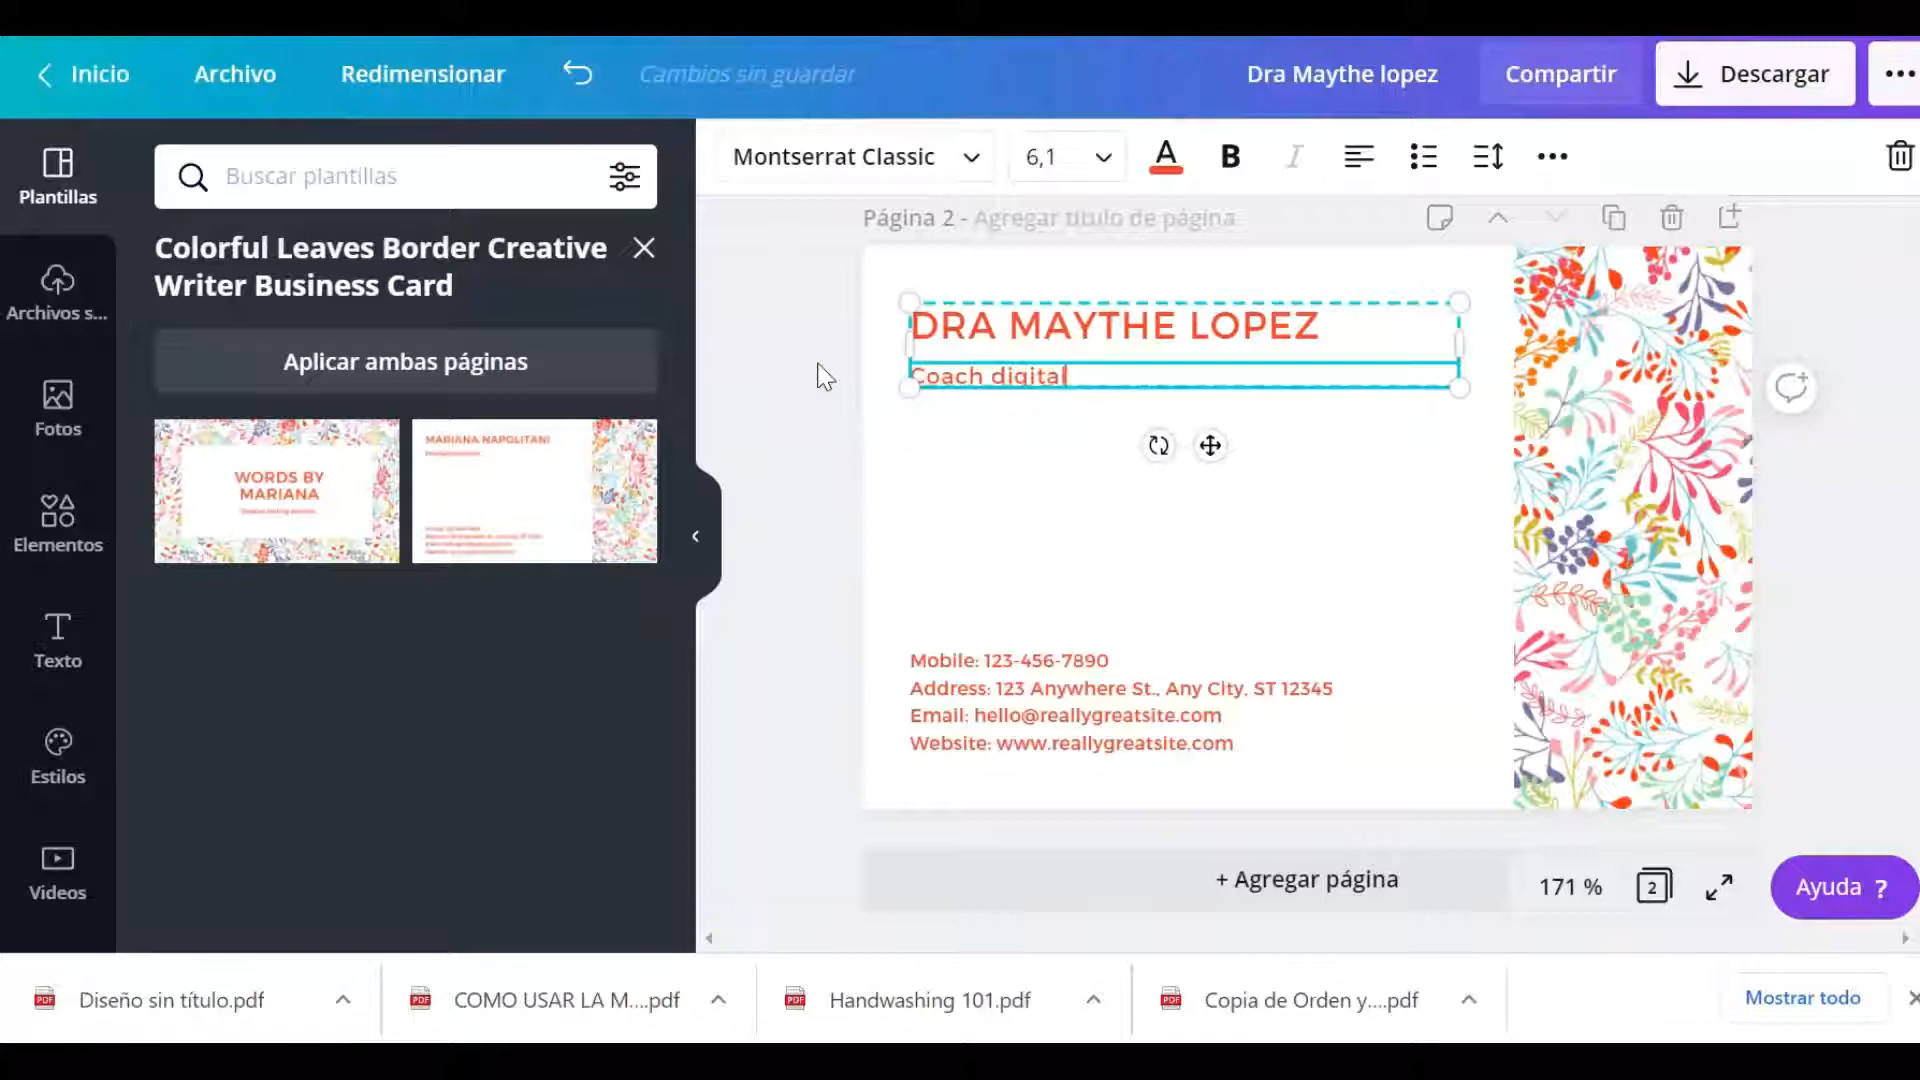 Inicio
Archivo
Redimensionar
Cambios sin guardar
Dra Maythe lopez
Compartir
Descargar
Plantillas
Archivos s...
Fotos
Elementos
Texto
Estilos
Videos
Buscar plantillas
Colorful Leaves Border Creative
Writer Business Card
Aplicar ambas páginas
WORDS BY
MARIANA
MARIANA NAPOLITANI
Montserrat Classic
6,1
A
B
I
Página 2 - Agregar título de página
DRA MAYTHE LOPEZ
Coach digital
Mobile: 123-456-7890
Address: 123 Anywhere St., Any City, ST 12345
Email: hello@reallygreatsite.com
Website: www.reallygreatsite.com
+ Agregar página
171 %
2
Ayuda ?
Diseño sin título.pdf
COMO USAR LA M....pdf
Handwashing 101.pdf
Copia de Orden y....pdf
Mostrar todo